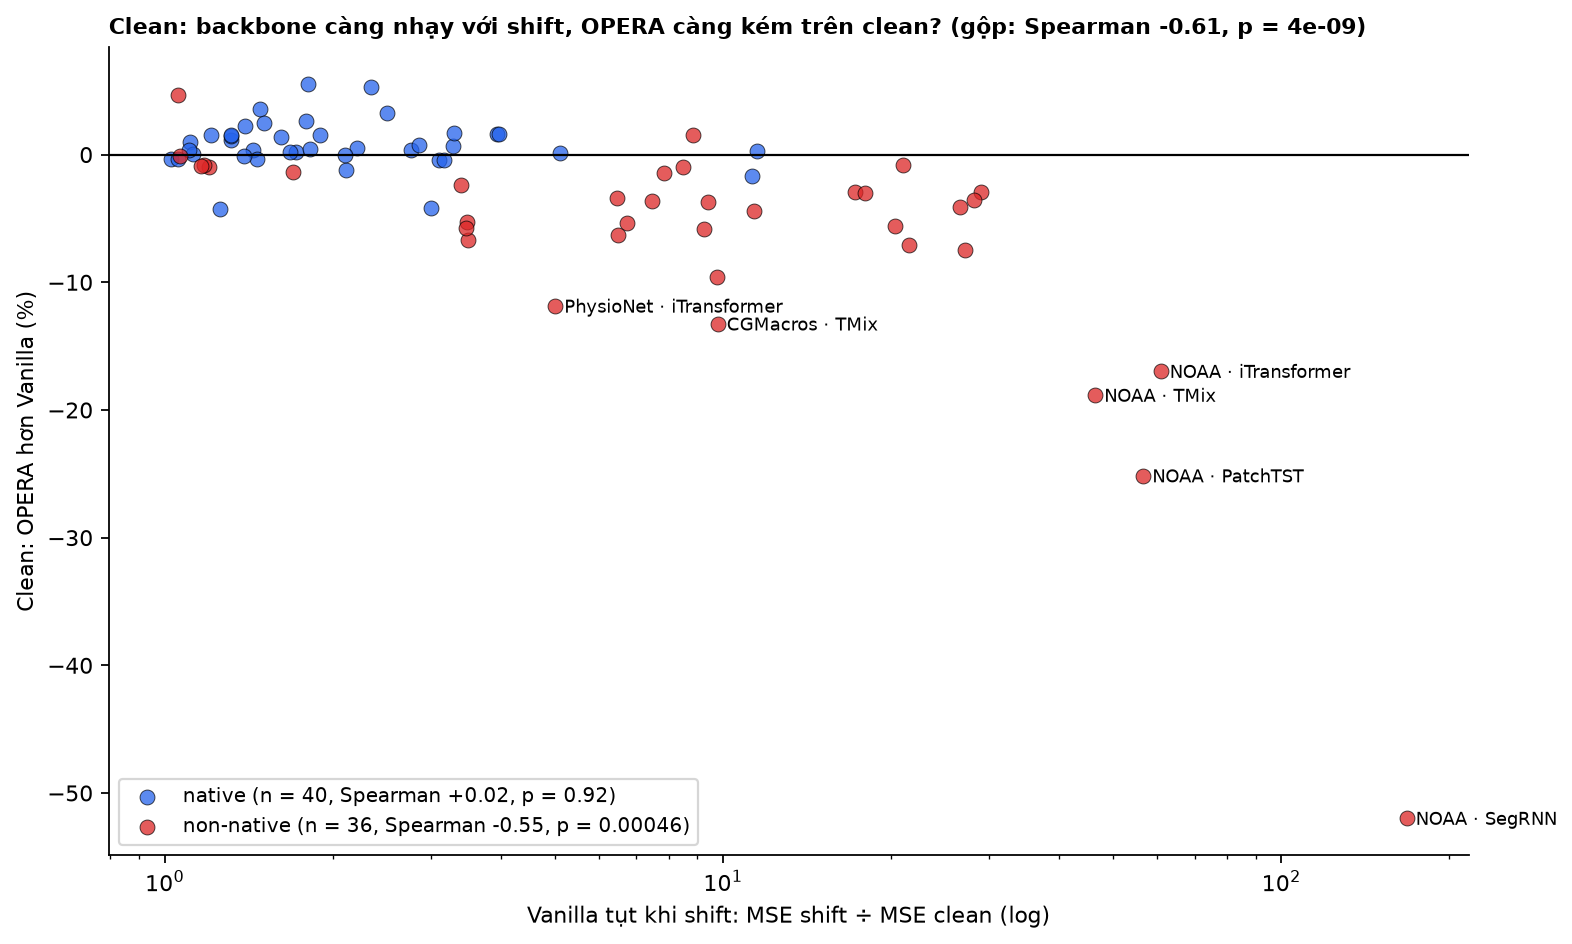 Clean: backbone càng nhạy với shift, OPERA càng kém trên clean? (gộp: Spearman -0.61, p = 4e-09)
Clean: OPERA hơn Vanilla (%)
0
−10
−20
−30
−40
−50
PhysioNet · iTransformer
CGMacros · TMix
NOAA · iTransformer
NOAA · TMix
NOAA · PatchTST
NOAA · SegRNN
native (n = 40, Spearman +0.02, p = 0.92)
non-native (n = 36, Spearman -0.55, p = 0.00046)
10⁰ 10¹ 10²
Vanilla tụt khi shift: MSE shift ÷ MSE clean (log)